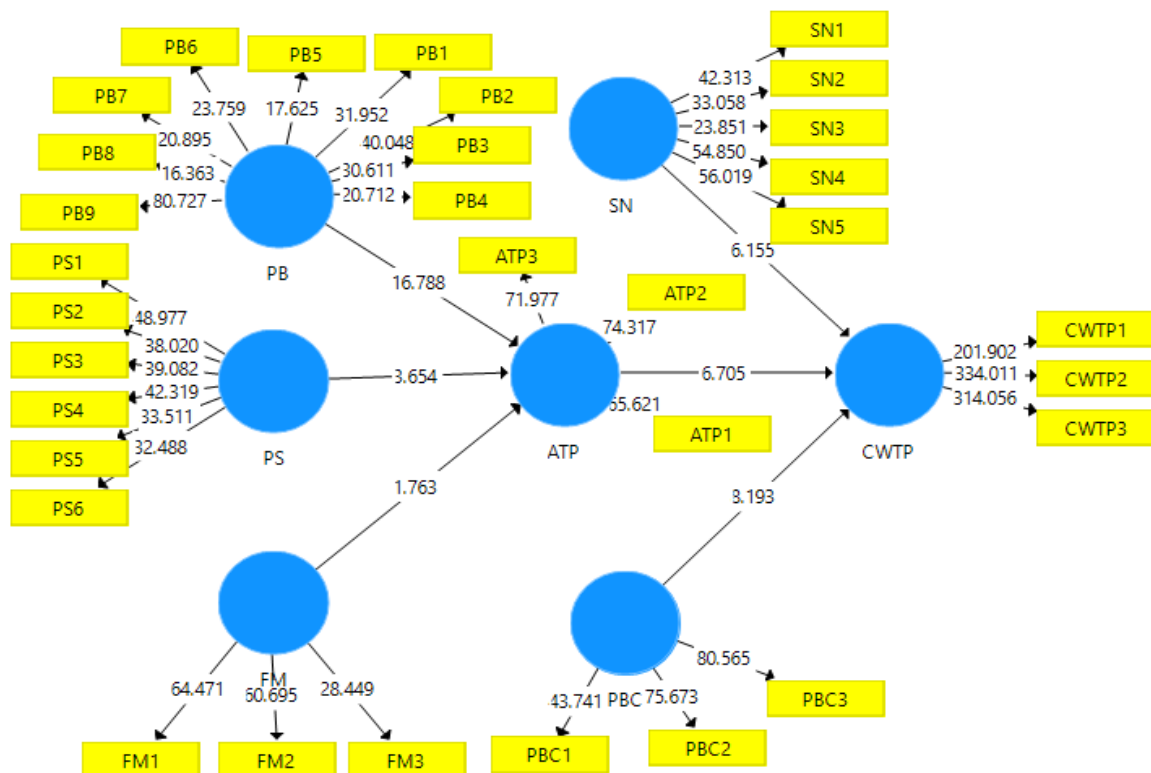 SN1
PB6
PB5
PB1
SN2
42.313
33.058
23.851
54.850
56.019
PB7
23.759
17.625
31.952
PB2
SN3
20.895
40.048
PB8
PB3
SN4
16.363
30.611
80.727
20.712
PB9
PB4
SN
SN5
PS1
PB
ATP3
6.155
16.788
71.977
ATP2
PS2
48.977
38.020
39.082
42.319
33.511
32.488
74.317
CWTP1
201.902
334.011
314.056
PS3
3.654
6.705
CWTP2
PS4
ATP1
CWTP3
PS5
PS
ATP
CWTP
PS6
1.763
8.193
FM
64.471
60.695
28.449
80.565
43.741
PBC
75.673
PBC3
FM1
FM2
FM3
PBC1
PBC2